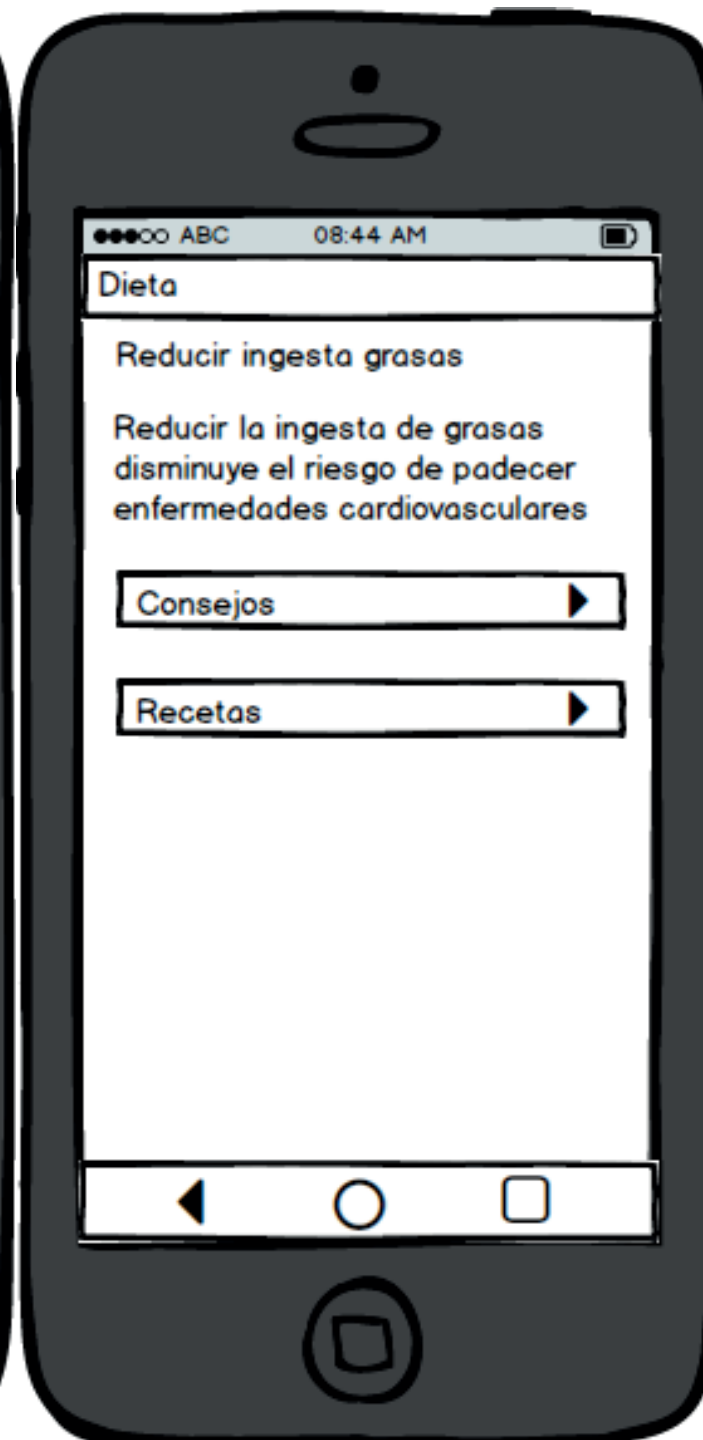 ABC 08:44 AM
Dieta
Reducir ingesta grasas
Reducir la ingesta de grasas
disminuye el riesgo de padecer
enfermedades cardiovasculares
Consejos
Recetas